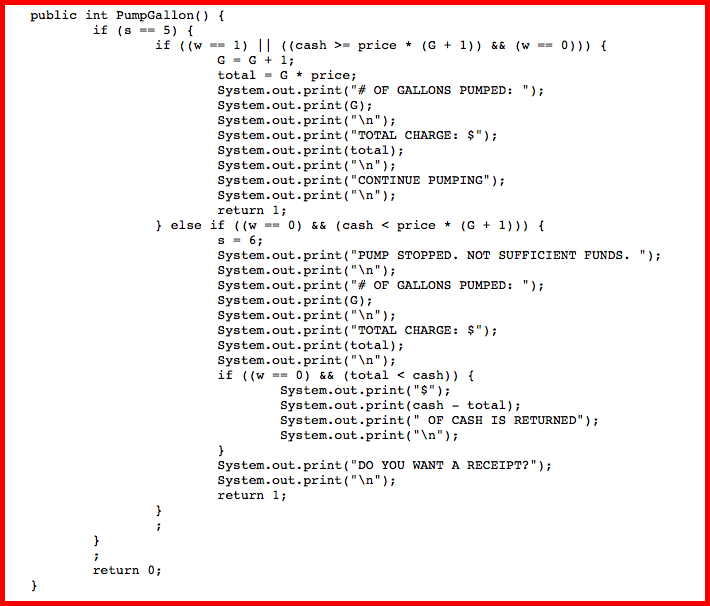 public int PumpGallon() {
if (s == 5) {
if ((w == 1) || ((cash >= price * (G + 1)) && (w == 0))) {
G = G + 1;
total = G * price;
System.out.print("# OF GALLONS PUMPED: ");
System.out.print(G);
System.out.print("\n");
System.out.print("TOTAL CHARGE: $");
System.out.print(total);
System.out.print("\n");
System.out.print("CONTINUE PUMPING");
System.out.print("\n");
return 1;
} else if ((w == 0) && (cash < price * (G + 1))) {
s = 6;
System.out.print("PUMP STOPPED. NOT SUFFICIENT FUNDS. ");
System.out.print("\n");
System.out.print("# OF GALLONS PUMPED: ");
System.out.print(G);
System.out.print("\n");
System.out.print("TOTAL CHARGE: $");
System.out.print(total);
System.out.print("\n");
if ((w == 0) && (total < cash)) {
System.out.print("$");
System.out.print(cash - total);
System.out.print(" OF CASH IS RETURNED");
System.out.print("\n");
}
System.out.print("DO YOU WANT A RECEIPT?");
System.out.print("\n");
return 1;
}
;
}
;
return 0;
}